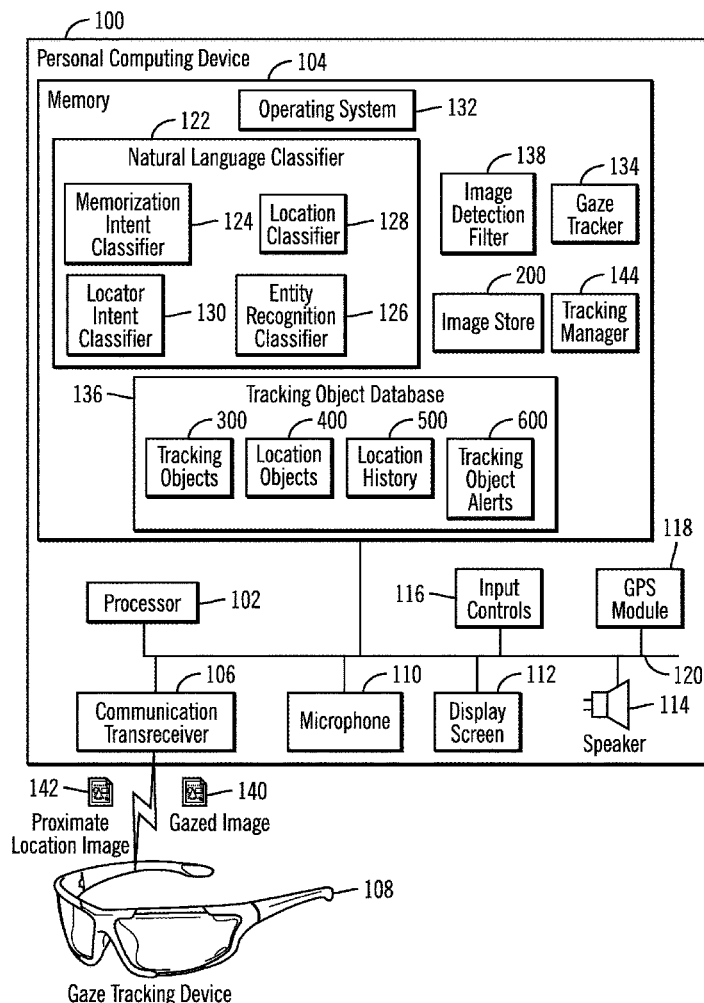 100
Personal Computing Device
104
Memory
Operating System
132
122
Natural Language Classifier
Memorization
Intent
Classifier
124
Location
Classifier
128
Locator
Intent
Classifier
130
Entity
Recognition
Classifier
126
138
Image
Detection
Filter
134
Gaze
Tracker
200
Image Store
144
Tracking
Manager
136
Tracking Object Database
300
Tracking
Objects
400
Location
Objects
500
Location
History
600
Tracking
Object
Alerts
Processor
102
116
Input
Controls
118
GPS
Module
120
106
Communication
Transreceiver
110
Microphone
112
Display
Screen
114
Speaker
142
Proximate
Location Image
140
Gazed Image
108
Gaze Tracking Device